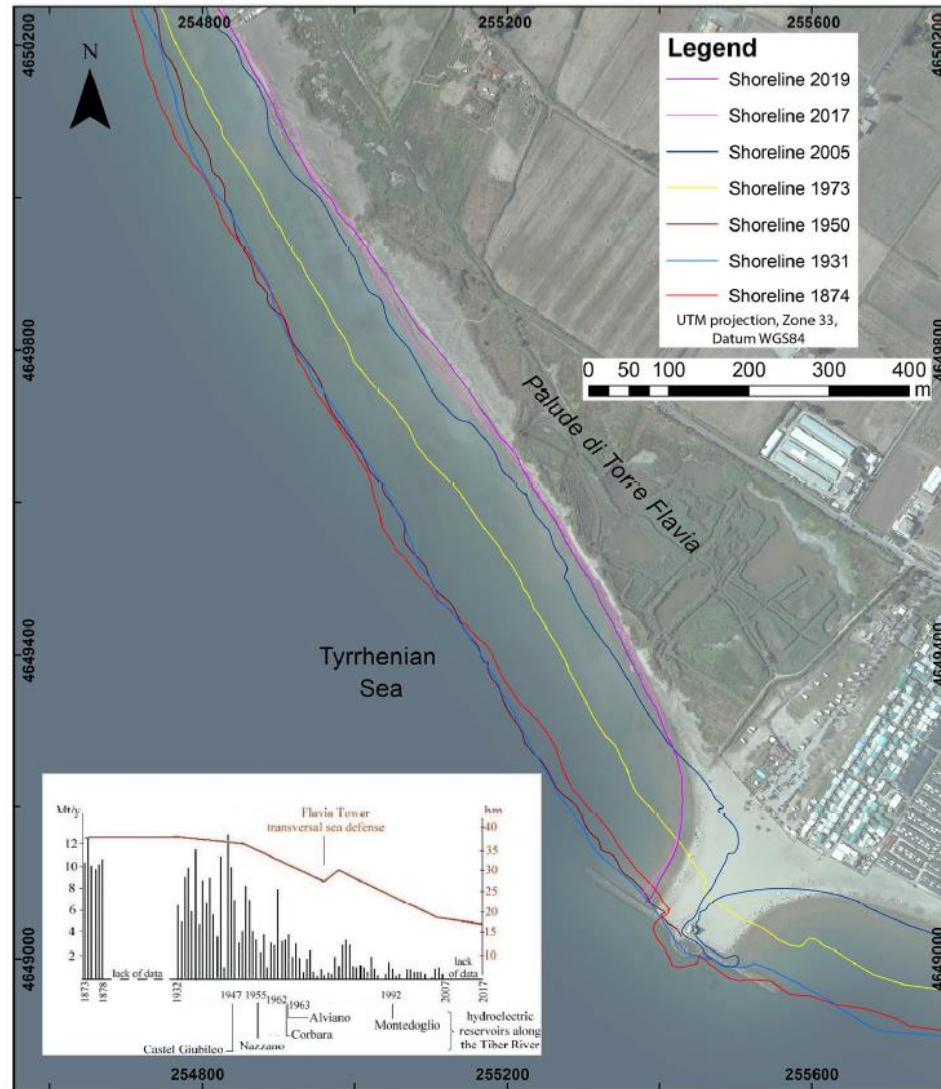 254800 255200 255600
4650200
4650200
N
Legend
Shoreline 2019
Shoreline 2017
Shoreline 2005
Shoreline 1973
Shoreline 1950
Shoreline 1931
Shoreline 1874
UTM projection, Zone 33,
Datum WGS84
4649800
4649800
0 50 100 200 300 400
m
Palude di Torre Flavia
4649400
4649400
Tyrrhenian
Sea
Mt/y
hm
Flavia Tower
transversal sea defense
12
10
8
6
4
2
40
35
30
25
20
15
10
lack of data
lack
of data
1873
1878
1932
1947 1955 1962 1963
1992
2007
2017
Alviano
Corbara
Nazzano
Castel Giubileo
Montedoglio
hydroelectric
reservoirs along
the Tiber River
4649000
4649000
254800 255200 255600